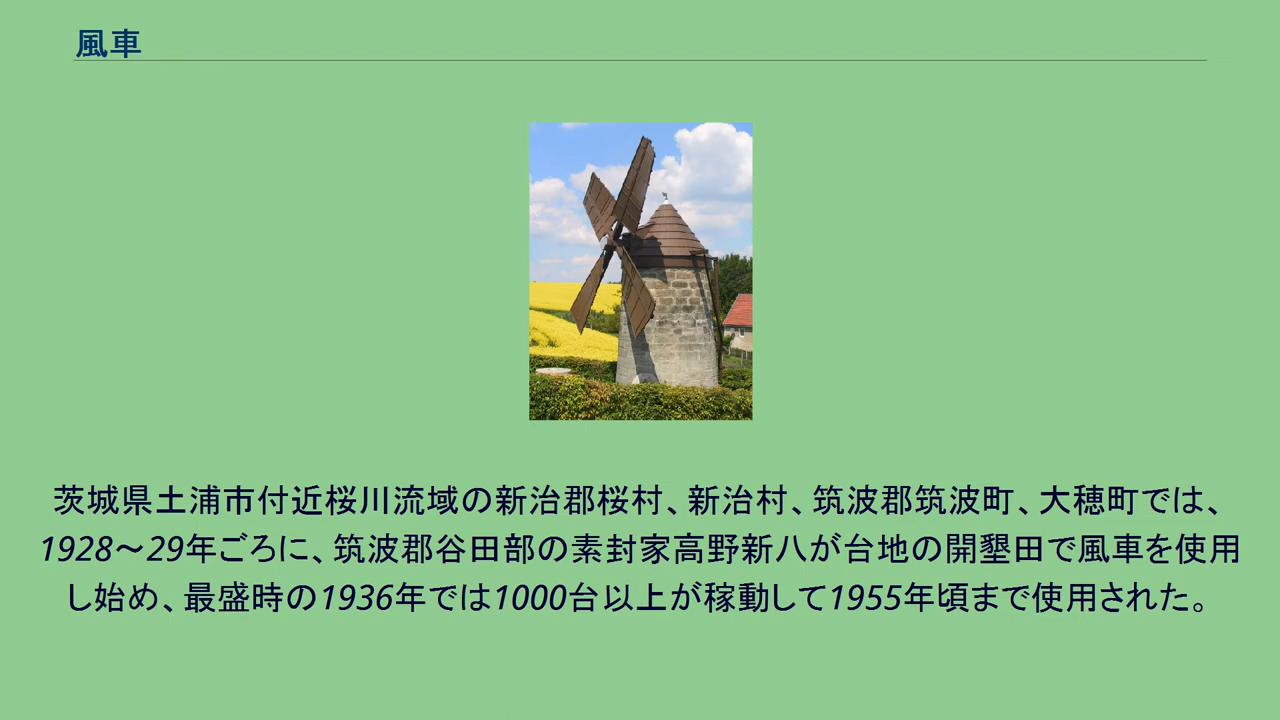 風車
茨城県土浦市付近桜川流域の新治郡桜村、新治村、筑波郡筑波町、大穂町では、
1928～29年ごろに、筑波郡谷田部の素封家高野新八が台地の開墾田で風車を使用
し始め、最盛時の1936年では1000台以上が稼動して1955年頃まで使用された。